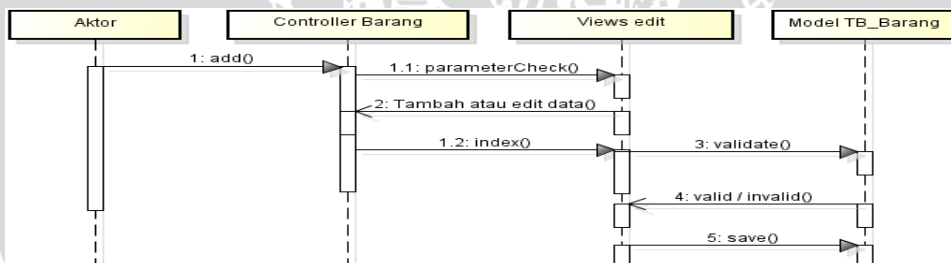 Aktor
Controller Barang
Views edit
Model TB_Barang
1: add()
1.1: parameterCheck()
2: Tambah atau edit data()
1.2: index()
3: validate()
4: valid / invalid()
5: save()